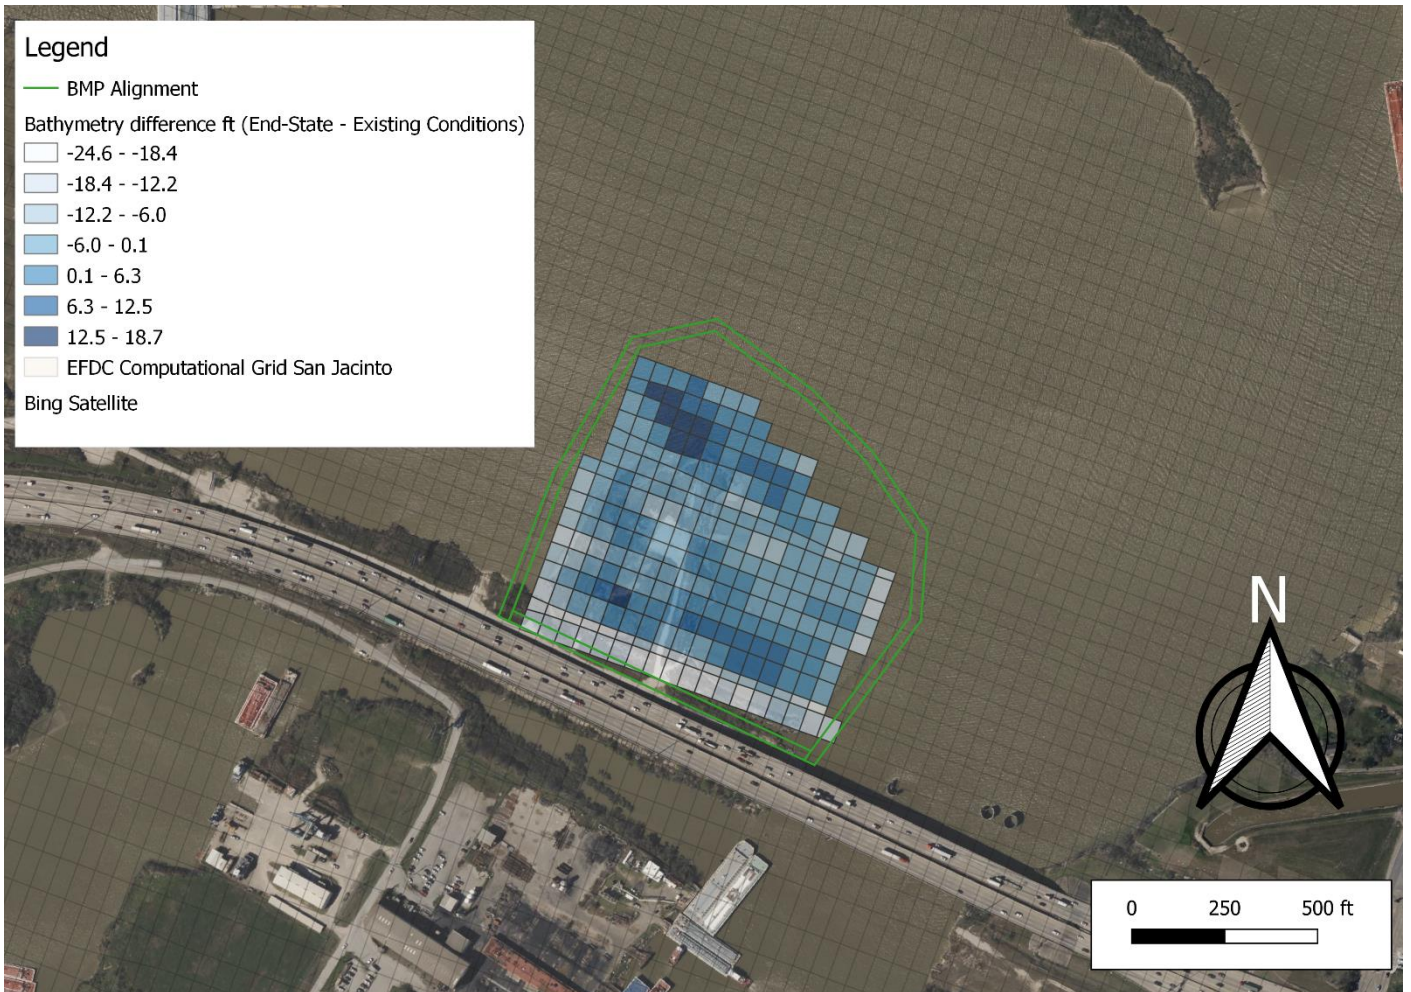 Legend
BMP Alignment
Bathymetry difference ft (End-State - Existing Conditions)
-24.6 - -18.4
-18.4 - -12.2
-12.2 - -6.0
-6.0 - 0.1
0.1 - 6.3
6.3 - 12.5
12.5 - 18.7
EFDC Computational Grid San Jacinto
Bing Satellite
N
0 250 500 ft